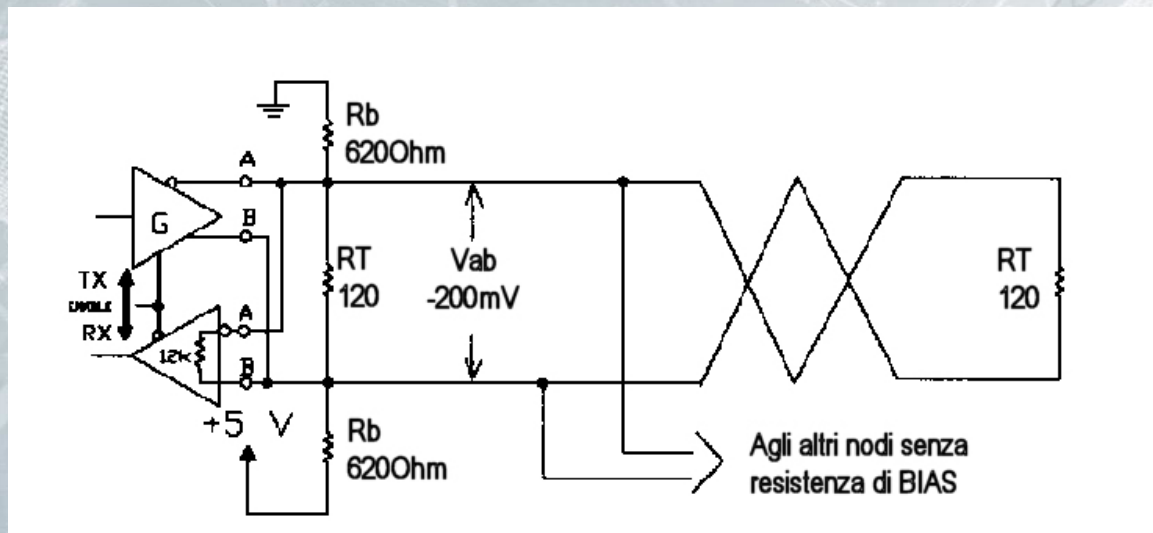 Rb
620Ohm
A
G
B
RT
120
Vab
-200mV
RT
120
TX
RX
A
12k
B
+5 V
Rb
620Ohm
Agli altri nodi senza
resistenza di BIAS